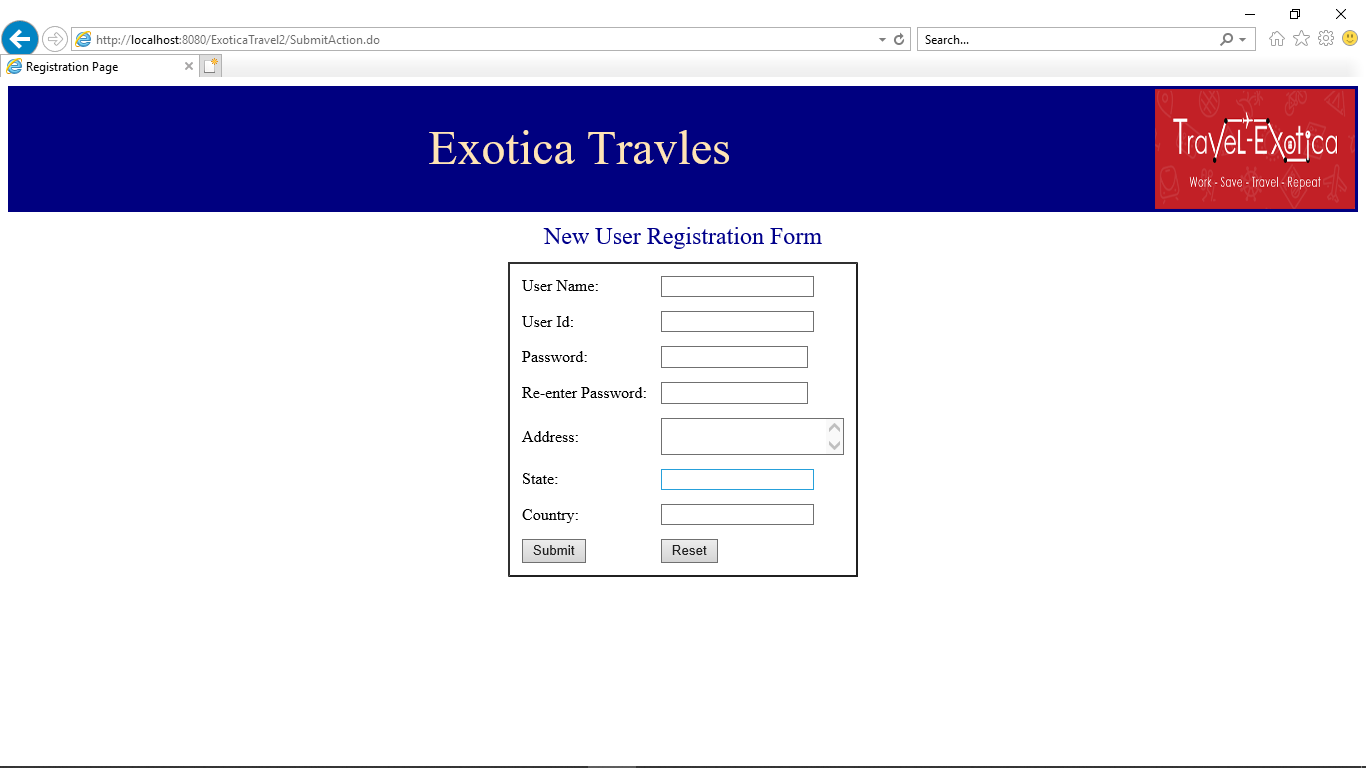 http://localhost:8080/ExoticaTravel2/SubmitAction.do
Search...
Registration Page
Exotica Travles
TraveL-Exotica
Work - Save - Travel - Repeat
New User Registration Form
User Name:
User Id:
Password:
Re-enter Password:
Address:
State:
Country:
Submit Reset